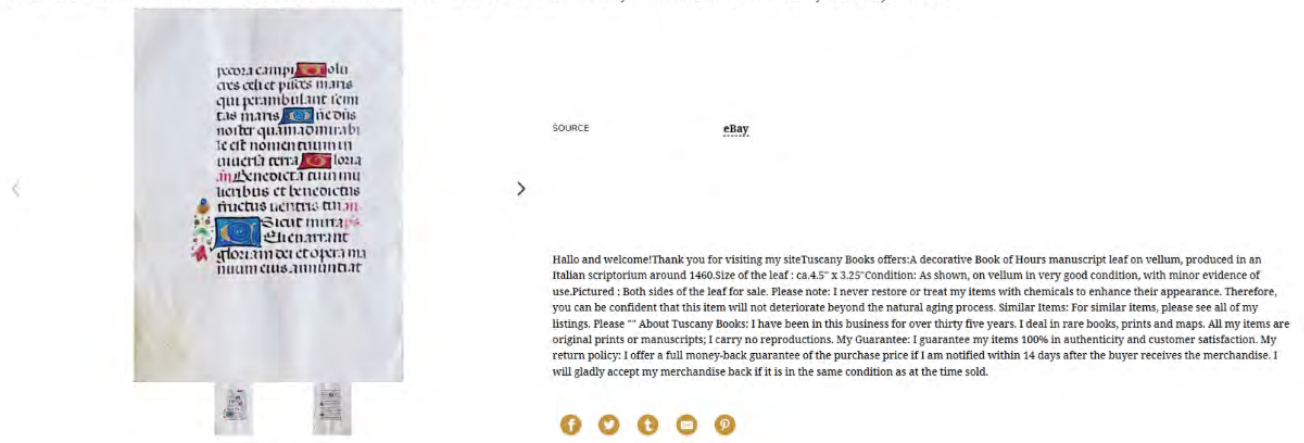 pecora campi Uolu
cres celi et pisces maris
qui perambulant semi
tas maris Dñe dñs
noster quam admirabi
le est nomen tuum in
terra Gloria
añ Benedicta tu in mu
lieribus et benedictus
fructus uentris tui añ
Sicut mirra ps
Celi enarrant
gloriam dei et opera ma
nuum eius annuntiat
SOURCE eBay
Hallo and welcome!Thank you for visiting my siteTuscany Books offers:A decorative Book of Hours manuscript leaf on vellum, produced in an
Italian scriptorium around 1460.Size of the leaf : ca.4.5" x 3.25"Condition: As shown, on vellum in very good condition, with minor evidence of
use.Pictured : Both sides of the leaf for sale. Please note: I never restore or treat my items with chemicals to enhance their appearance. Therefore,
you can be confident that this item will not deteriorate beyond the natural aging process. Similar Items: For similar items, please see all of my
listings. Please "" About Tuscany Books: I have been in this business for over thirty five years. I deal in rare books, prints and maps. All my items are
original prints or manuscripts; I carry no reproductions. My Guarantee: I guarantee my items 100% in authenticity and customer satisfaction. My
return policy: I offer a full money-back guarantee of the purchase price if I am notified within 14 days after the buyer receives the merchandise. I
will gladly accept my merchandise back if it is in the same condition as at the time sold.